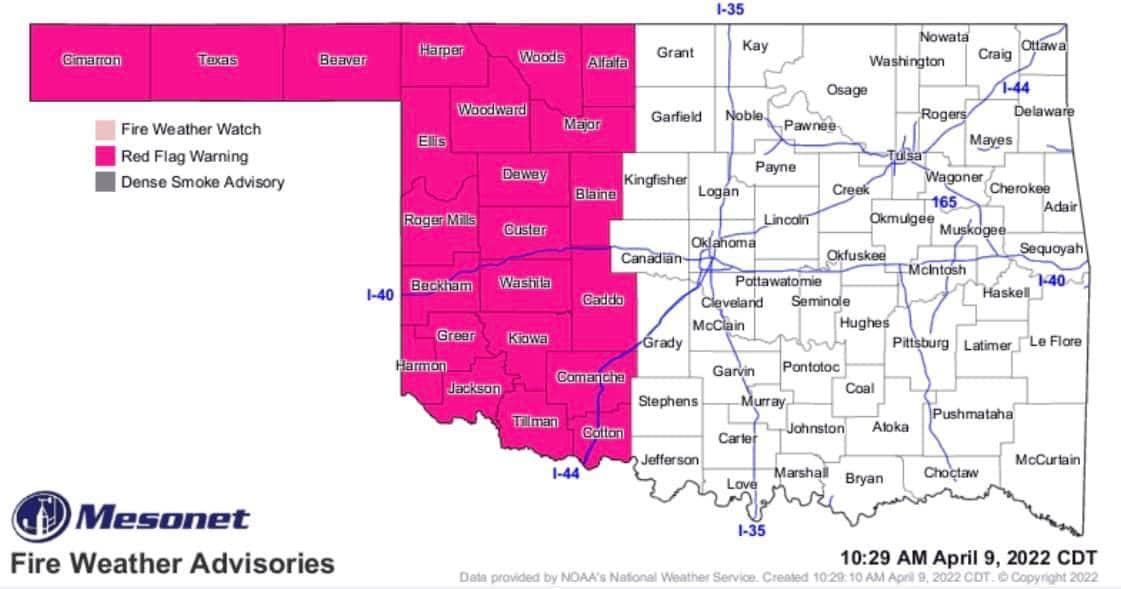 I-35
Nowata
Kay
Ottawa
Harper
Grant
Craig
Cimarron
Texas
Beaver
Woods
Alfalfa
Washington
I-44
Osage
Woodward
Garfield
Noble
Rogers
Delaware
Major
Pawnee
Fire Weather Watch
Ellis
Mayes
Red Flag Warning
Tulsa
Dewey
Payne
Dense Smoke Advisory
Kingfisher
Wagoner
Blaine
Logan
Creek
Cherokee
165
Adair
Roger Mills
Lincoln
Okmulgee
Custer
Muskogee
Oklahoma
Sequoyah
Canadian
Okfuskee
McIntosh
Beckham
Washila
Pottawatomie
I-40
I-40
Haskell
Caddo
Cleveland
Seminole
McClain
Hughes
Greer
Kiowa
Grady
Pittsburg
Latimer
Le Flore
Harmon
Garvin
Pontotoc
Comanche
Jackson
Coal
Stephens
Murray
Pushmataha
Tillman
Cotton
Johnston
Atoka
Carter
Jefferson
McCurtain
I-44
Marshall
Choctaw
Love
Bryan
Mesonet
I-35
Fire Weather Advisories
10:29 AM April 9, 2022 CDT
Data provided by NOAA's National Weather Service. Created 10:29:10 AM April 9, 2022 CDT. © Copyright 2022